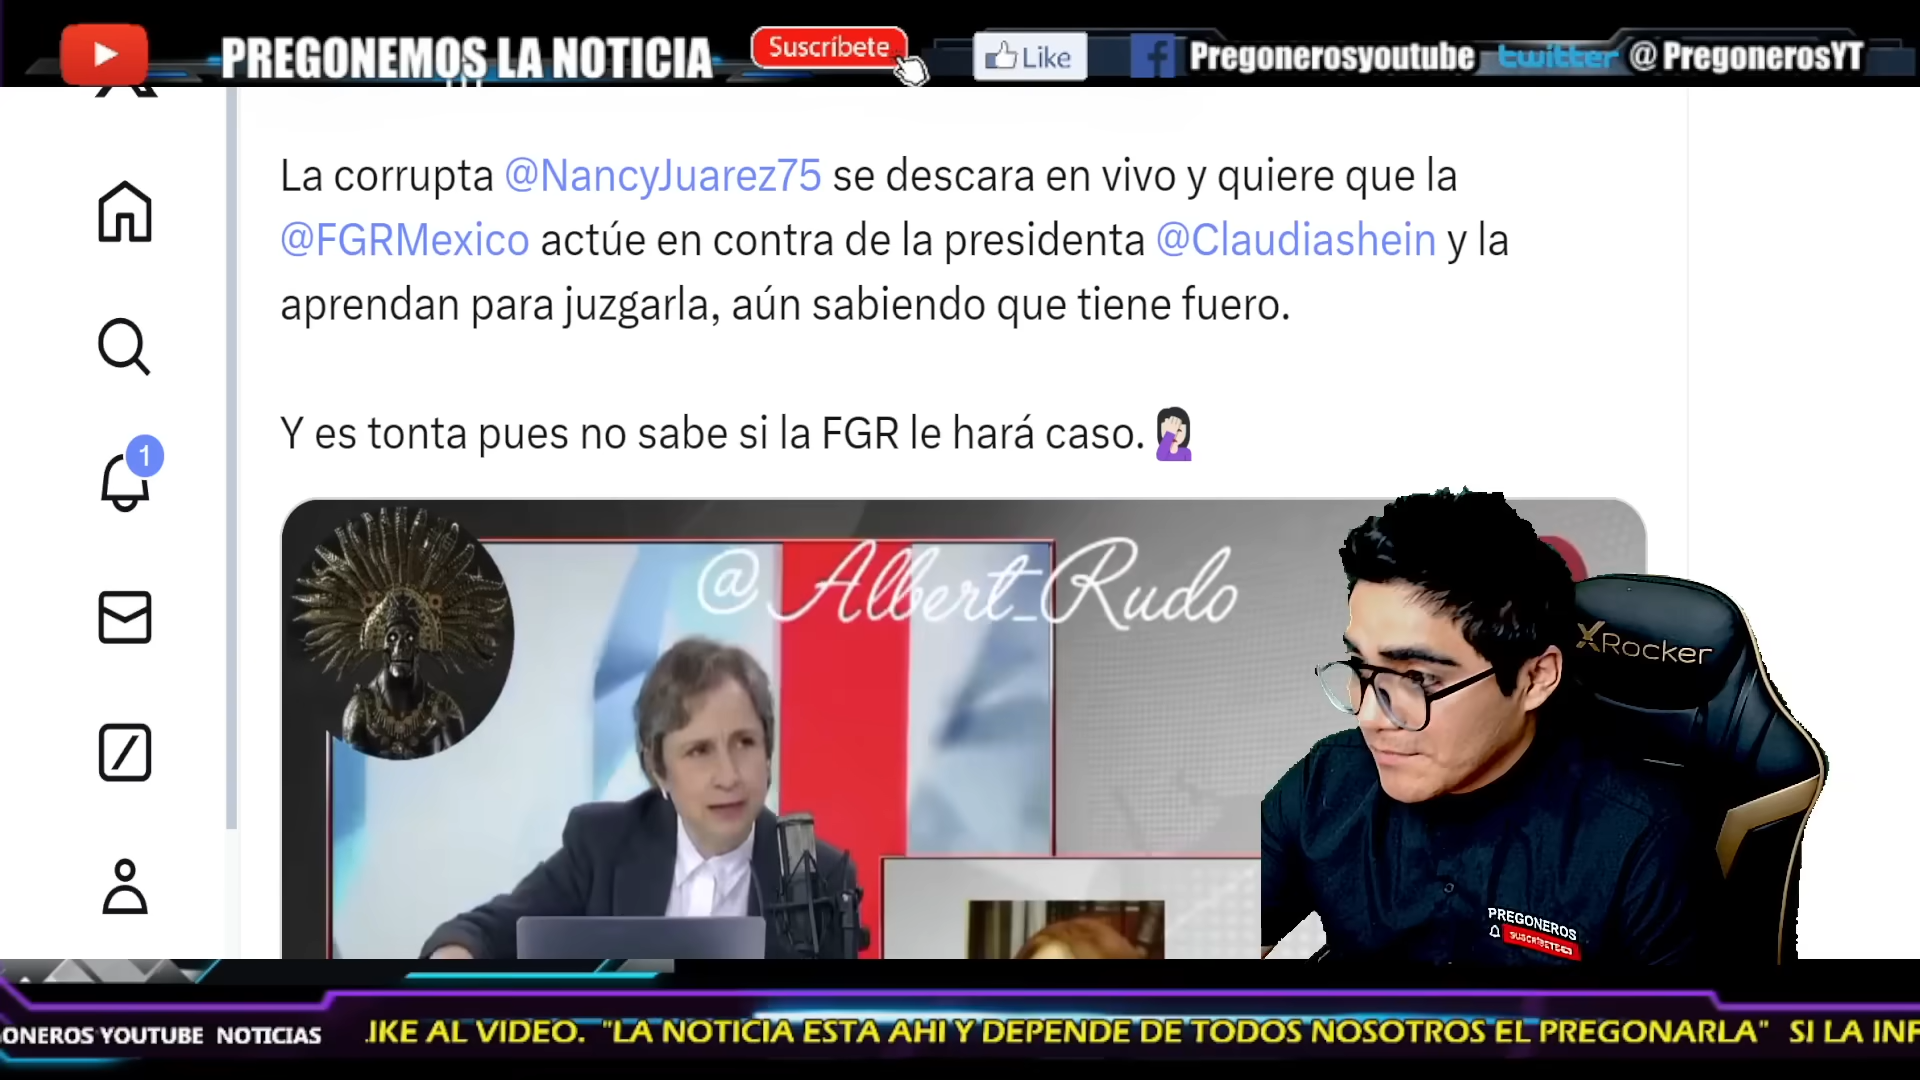 PREGONEMOS LA NOTICIA
Suscríbete
Like
Pregonerosyoutube
twitter @PregonerosYT
La corrupta @NancyJuarez75 se descara en vivo y quiere que la
@FGRMexico actúe en contra de la presidenta @Claudiashein y la
aprendan para juzgarla, aún sabiendo que tiene fuero.
1
Y es tonta pues no sabe si la FGR le hará caso.
@Albert_Rudo
XRocker
PREGONEROS
SUSCRÍBETE
ONEROS YOUTUBE NOTICIAS
IKE AL VIDEO. "LA NOTICIA ESTA AHI Y DEPENDE DE TODOS NOSOTROS EL PREGONARLA" SI LA INF